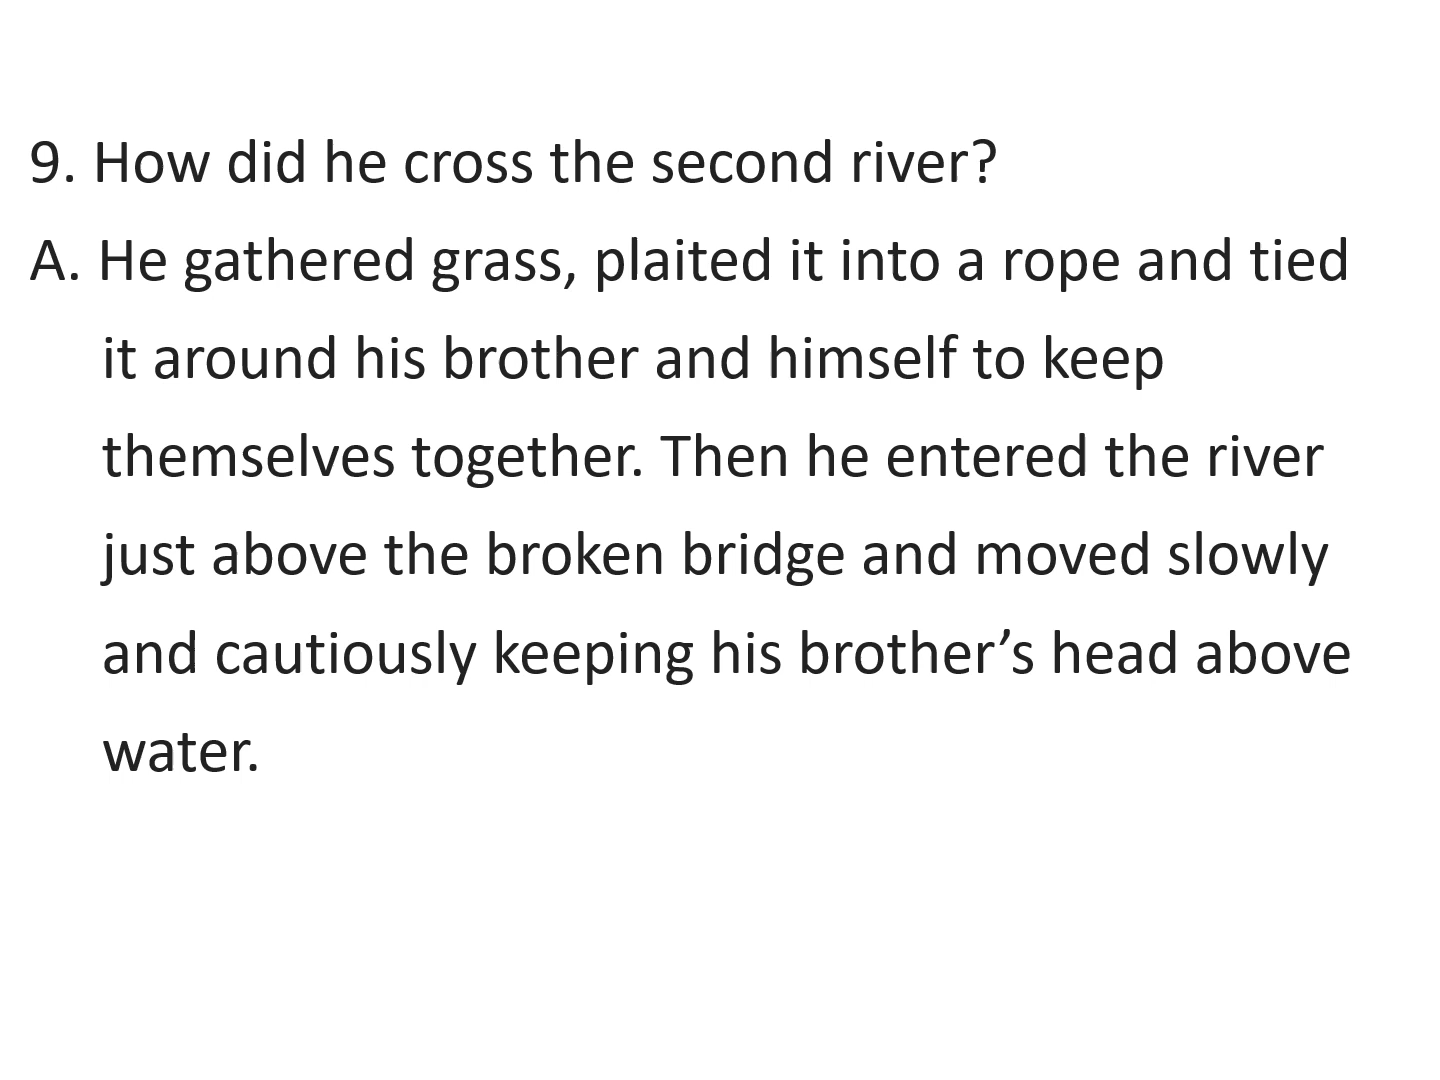 9. How did he cross the second river?
A. He gathered grass, plaited it into a rope and tied
it around his brother and himself to keep
themselves together. Then he entered the river
just above the broken bridge and moved slowly
and cautiously keeping his brother’s head above
water.